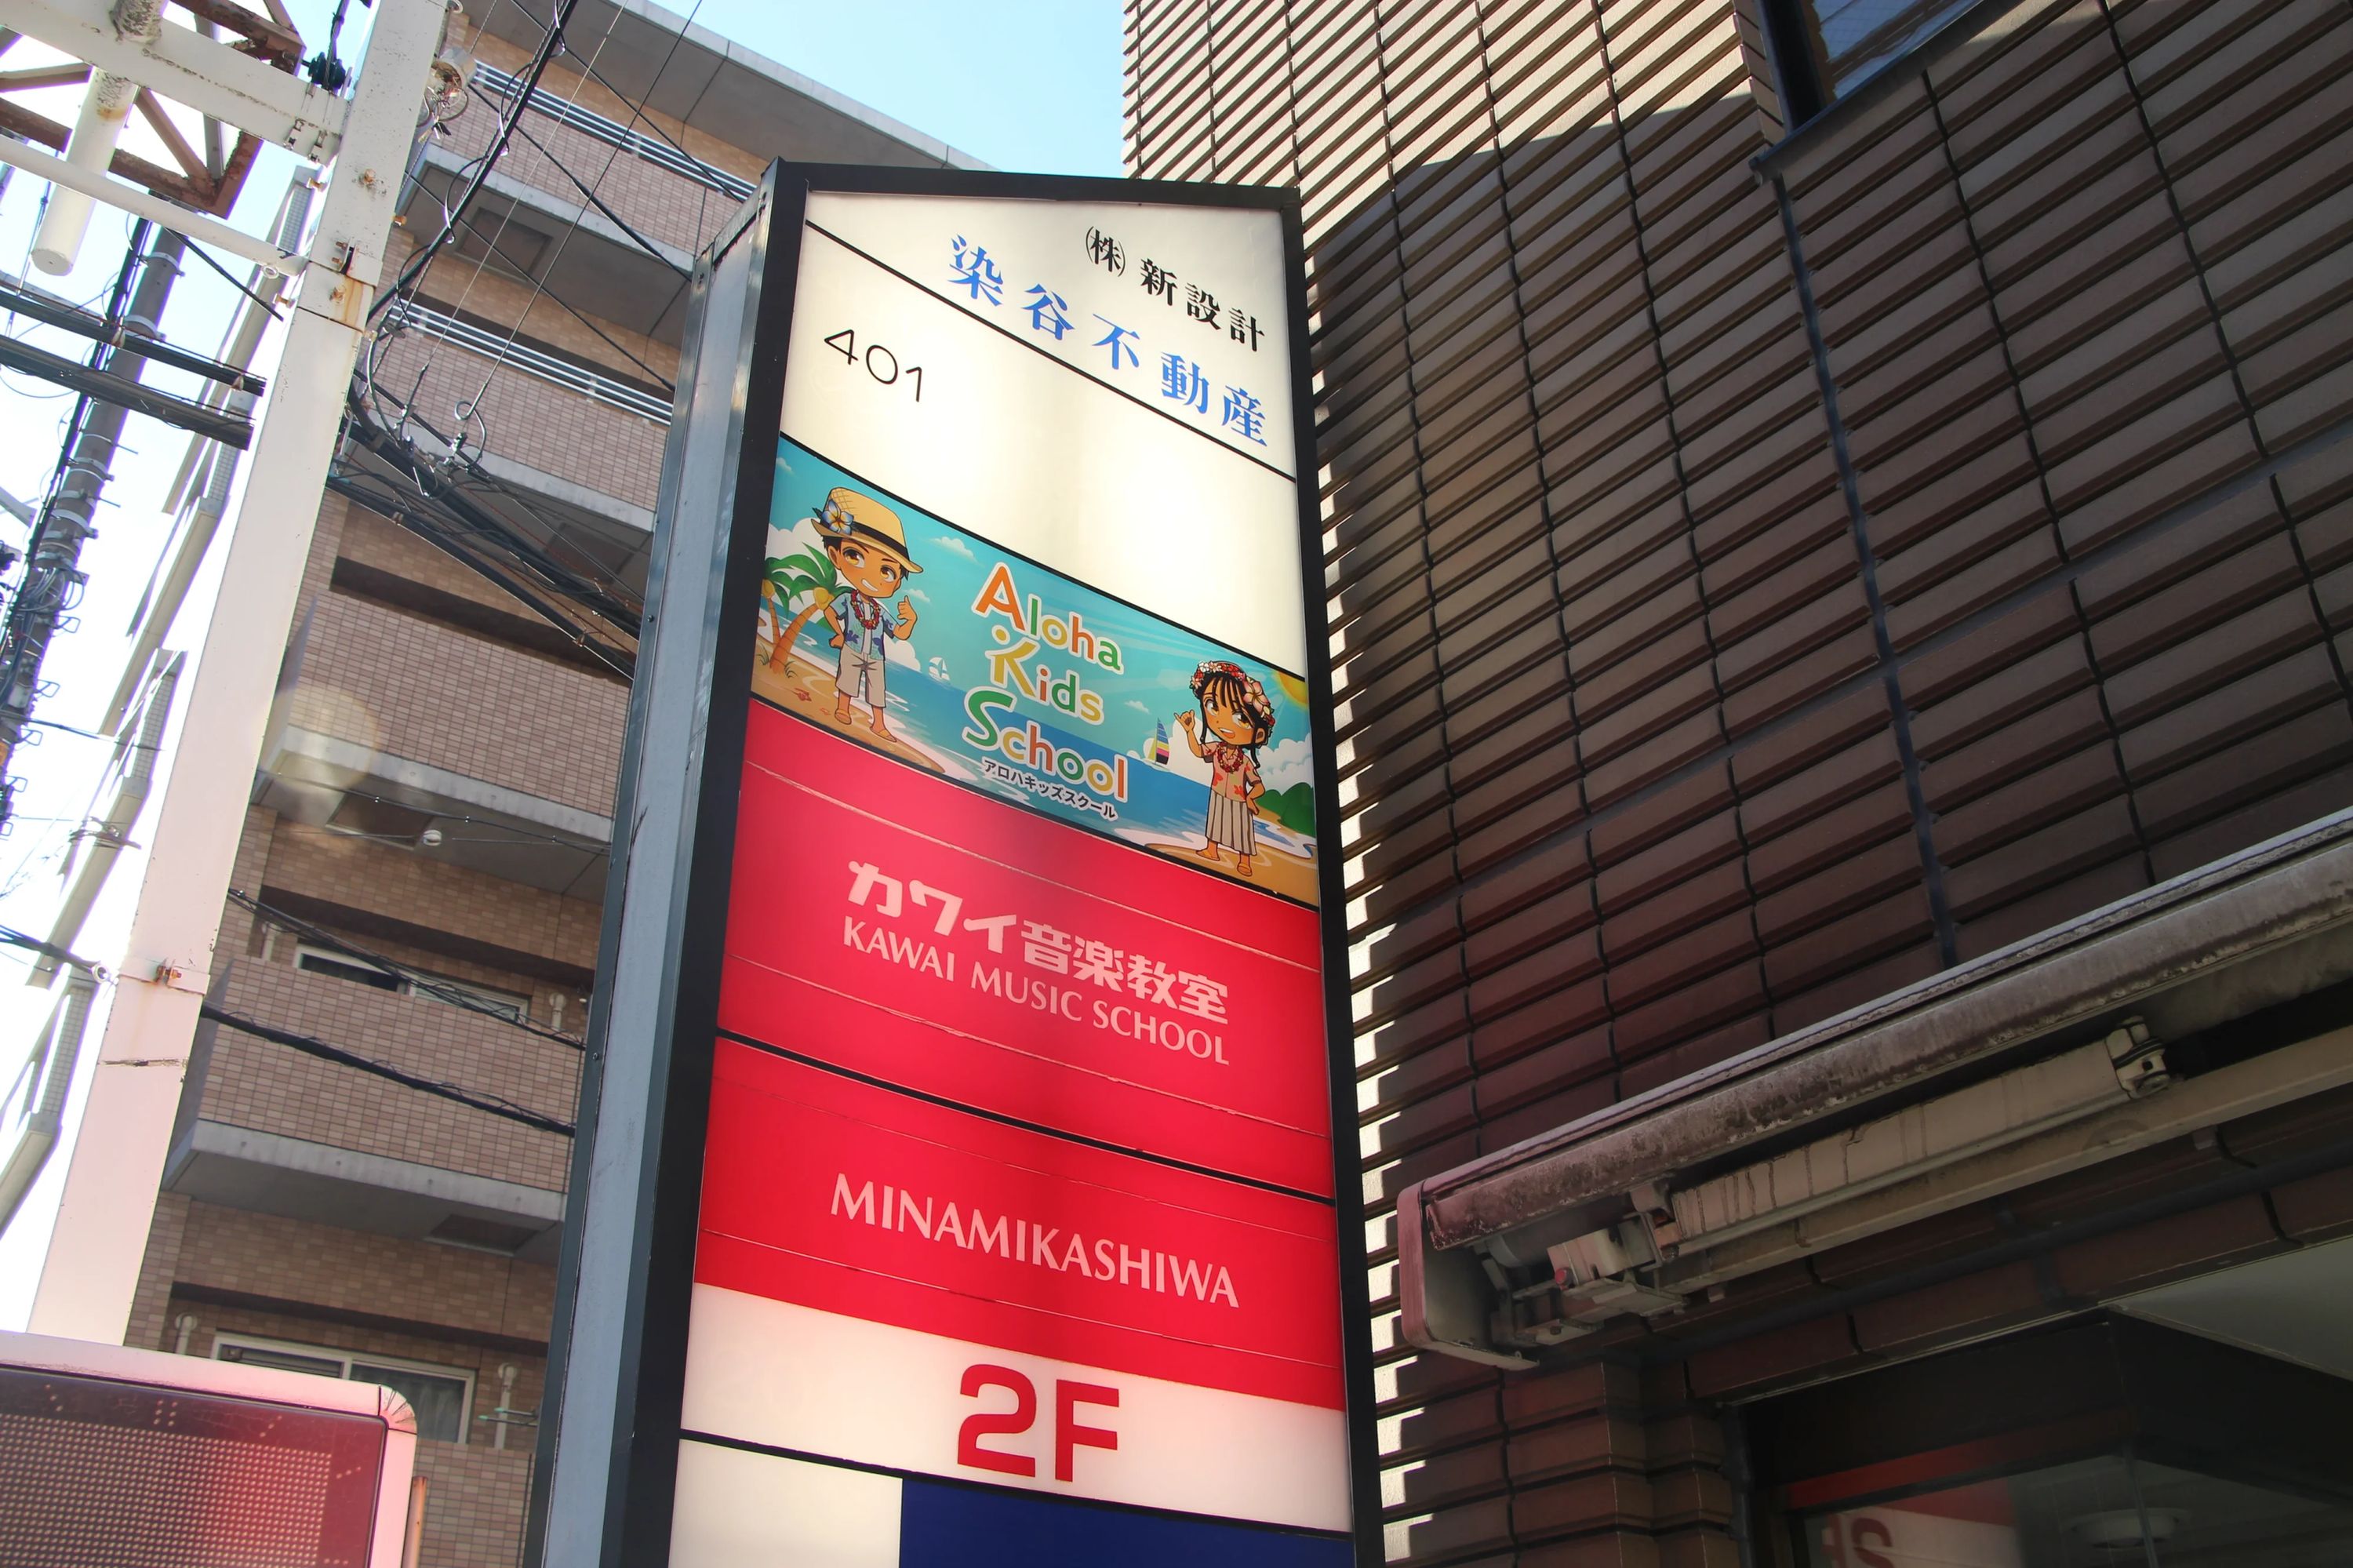 ㈱ 新設計
染谷不動産
401
Aloha
Kids
School
アロハキッズスクール
カワイ音楽教室
KAWAI MUSIC SCHOOL
MINAMIKASHIWA
2F